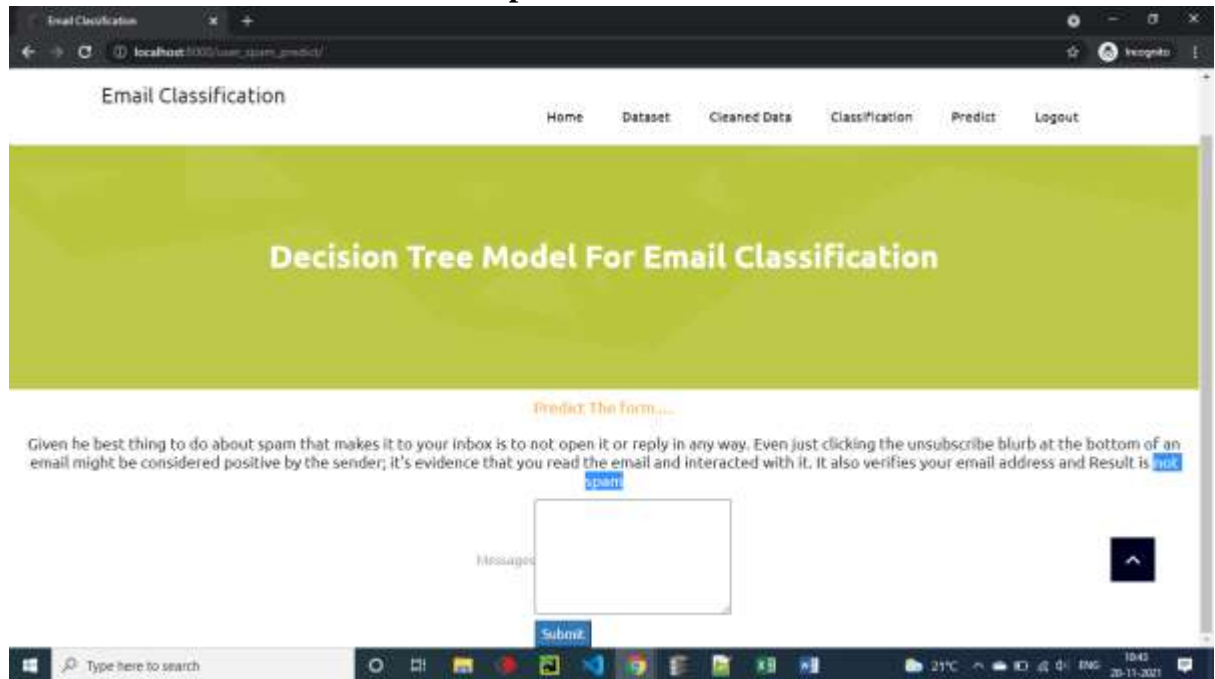 Email Classification
localhost:8000/user_spam_predict/
Incognito
Email Classification
Home Dataset Cleaned Data Classification Predict Logout
Decision Tree Model For Email Classification
Predict The form.....
Given he best thing to do about spam that makes it to your inbox is to not open it or reply in any way. Even just clicking the unsubscribe blurb at the bottom of an
email might be considered positive by the sender; it's evidence that you read the email and interacted with it. It also verifies your email address and Result is not
spam
Messages
Submit
Type here to search
21°C ENG 10:43
20-11-2021